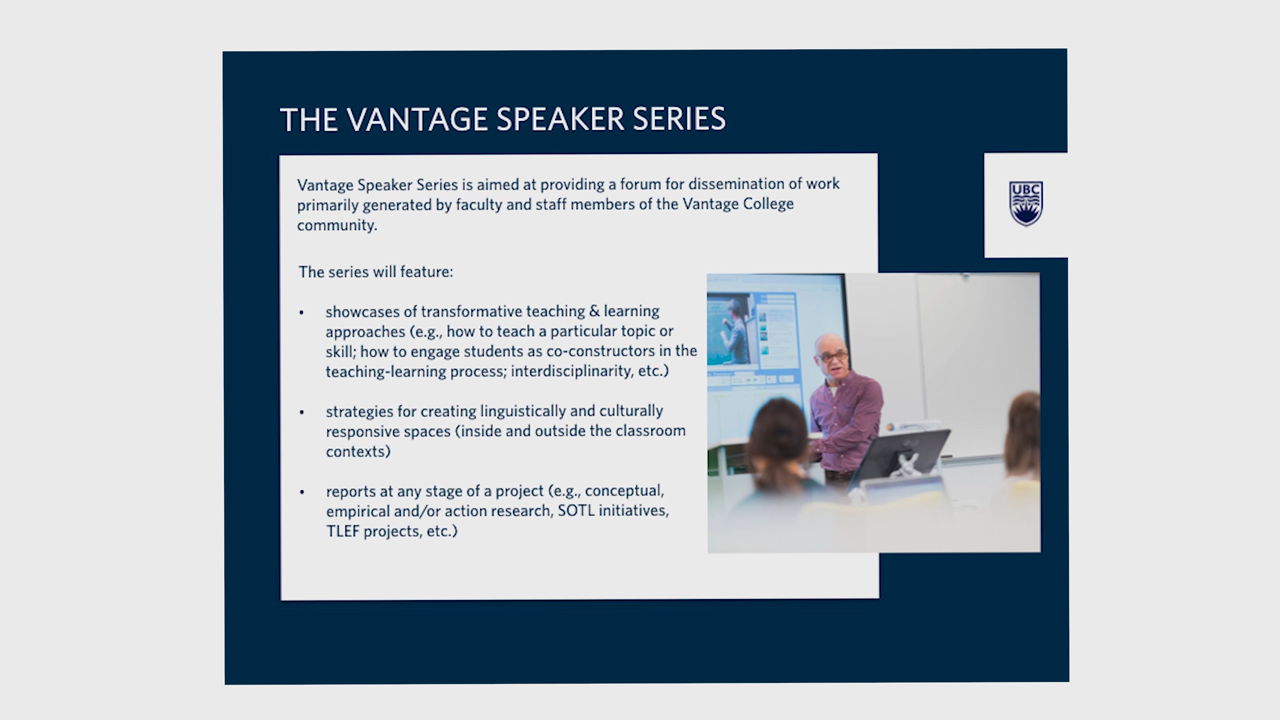 THE VANTAGE SPEAKER SERIES
Vantage Speaker Series is aimed at providing a forum for dissemination of work
primarily generated by faculty and staff members of the Vantage College
community.
The series will feature:
• showcases of transformative teaching & learning
approaches (e.g., how to teach a particular topic or
skill; how to engage students as co-constructors in the
teaching-learning process; interdisciplinarity, etc.)
• strategies for creating linguistically and culturally
responsive spaces (inside and outside the classroom
contexts)
• reports at any stage of a project (e.g., conceptual,
empirical and/or action research, SOTL initiatives,
TLEF projects, etc.)
UBC